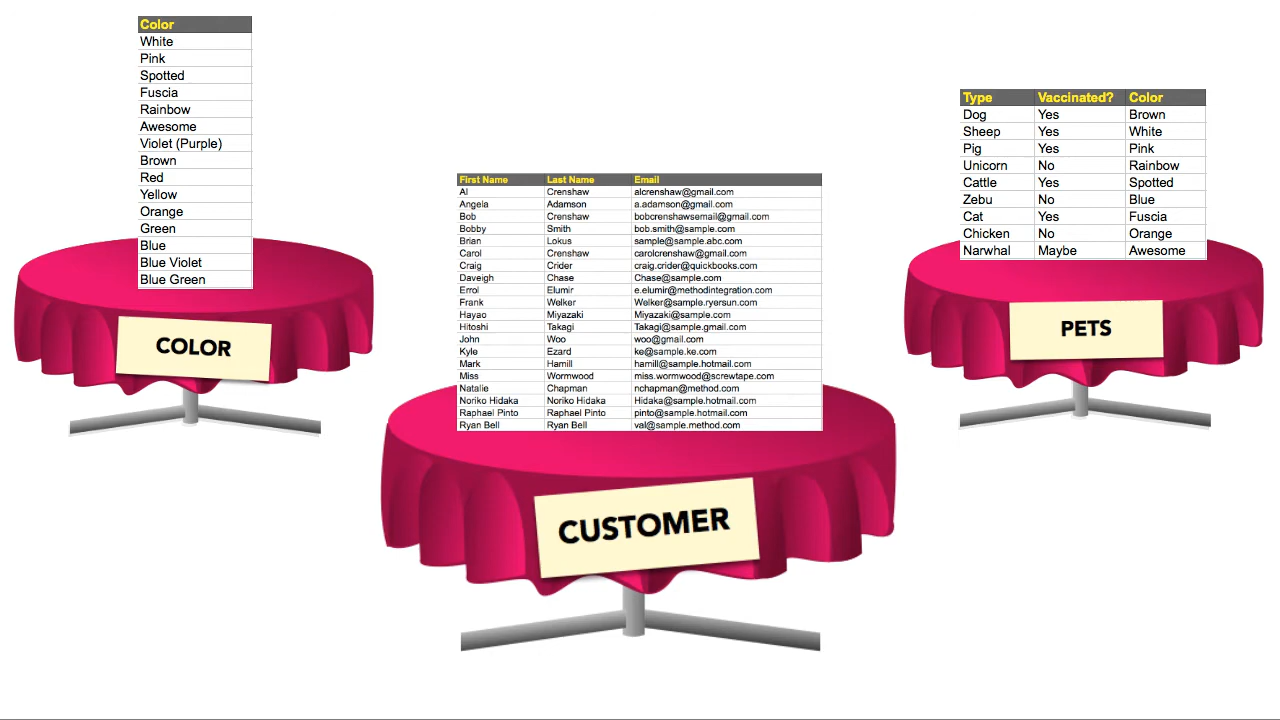 Color
White
Pink
Spotted
Fuscia
Rainbow
Awesome
Violet (Purple)
Brown
Red
Yellow
Orange
Green
Blue
Blue Violet
Blue Green
COLOR
First Name Last Name Email
Al Crenshaw alcrenshaw@gmail.com
Angela Adamson a.adamson@gmail.com
Bob Crenshaw bobcrenshawsemail@gmail.com
Bobby Smith bob.smith@sample.com
Brian Lokus sample@sample.abc.com
Carol Crenshaw carolcrenshaw@gmail.com
Craig Crider craig.crider@quickbooks.com
Daveigh Chase Chase@sample.com
Errol Elumir e.elumir@methodintegration.com
Frank Welker Welker@sample.ryersun.com
Hayao Miyazaki Miyazaki@sample.com
Hitoshi Takagi Takagi@sample.gmail.com
John Woo woo@gmail.com
Kyle Ezard ke@sample.ke.com
Mark Hamill hamill@sample.hotmail.com
Miss Wormwood miss.wormwood@screwtape.com
Natalie Chapman nchapman@method.com
Noriko Hidaka Noriko Hidaka Hidaka@sample.hotmail.com
Raphael Pinto Raphael Pinto pinto@sample.hotmail.com
Ryan Bell Ryan Bell val@sample.method.com
CUSTOMER
Type Vaccinated? Color
Dog Yes Brown
Sheep Yes White
Pig Yes Pink
Unicorn No Rainbow
Cattle Yes Spotted
Zebu No Blue
Cat Yes Fuscia
Chicken No Orange
Narwhal Maybe Awesome
PETS